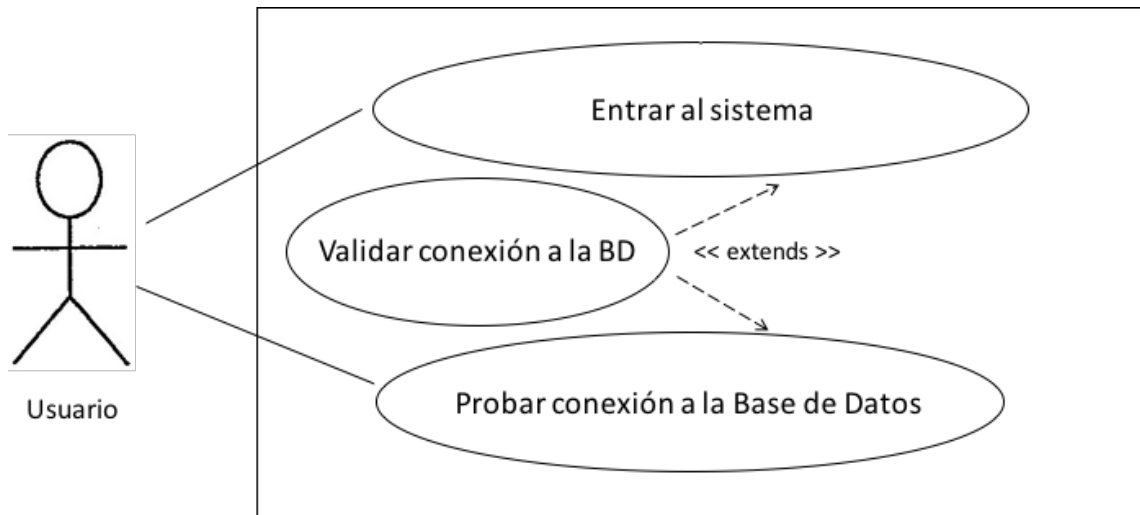 Entrar al sistema
Validar conexión a la BD
<< extends >>
Probar conexión a la Base de Datos
Usuario